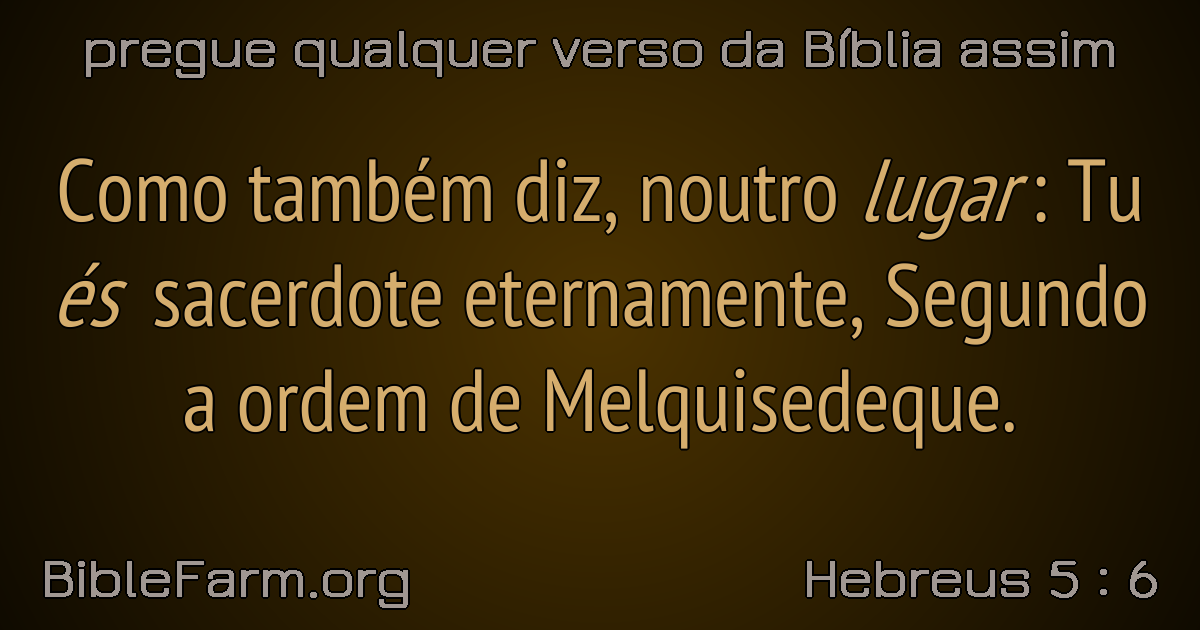 pregue qualquer verso da Bíblia assim
Como também diz, noutro lugar: Tu
és sacerdote eternamente, Segundo
a ordem de Melquisedeque.
BibleFarm.org
Hebreus 5 : 6